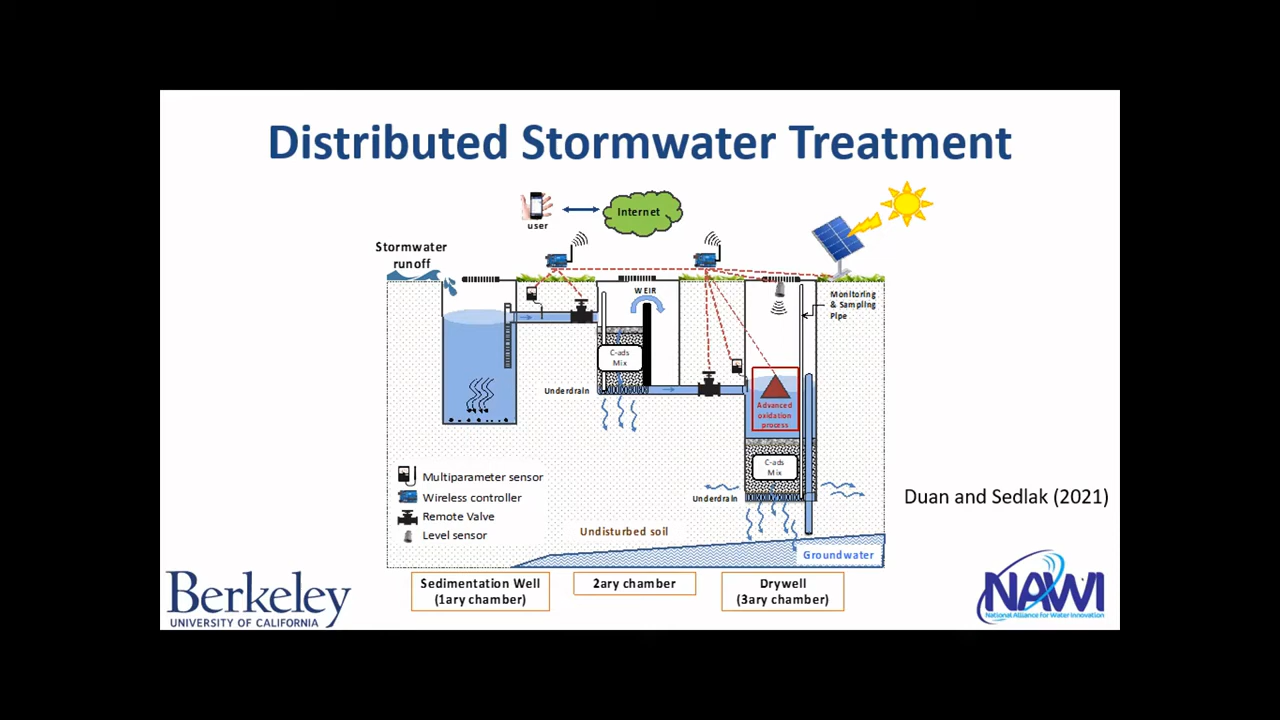 Distributed Stormwater Treatment
user
Internet
Stormwater
runoff
WEIR
Monitoring
& Sampling
Pipe
C-ads
Mix
Underdrain
Advanced
oxidation
process
C-ads
Mix
Underdrain
Multiparameter sensor
Wireless controller
Remote Valve
Level sensor
Undisturbed soil
Groundwater
Duan and Sedlak (2021)
Sedimentation Well
(1ary chamber)
2ary chamber
Drywell
(3ary chamber)
Berkeley
UNIVERSITY OF CALIFORNIA
NAWI
National Alliance for Water Innovation